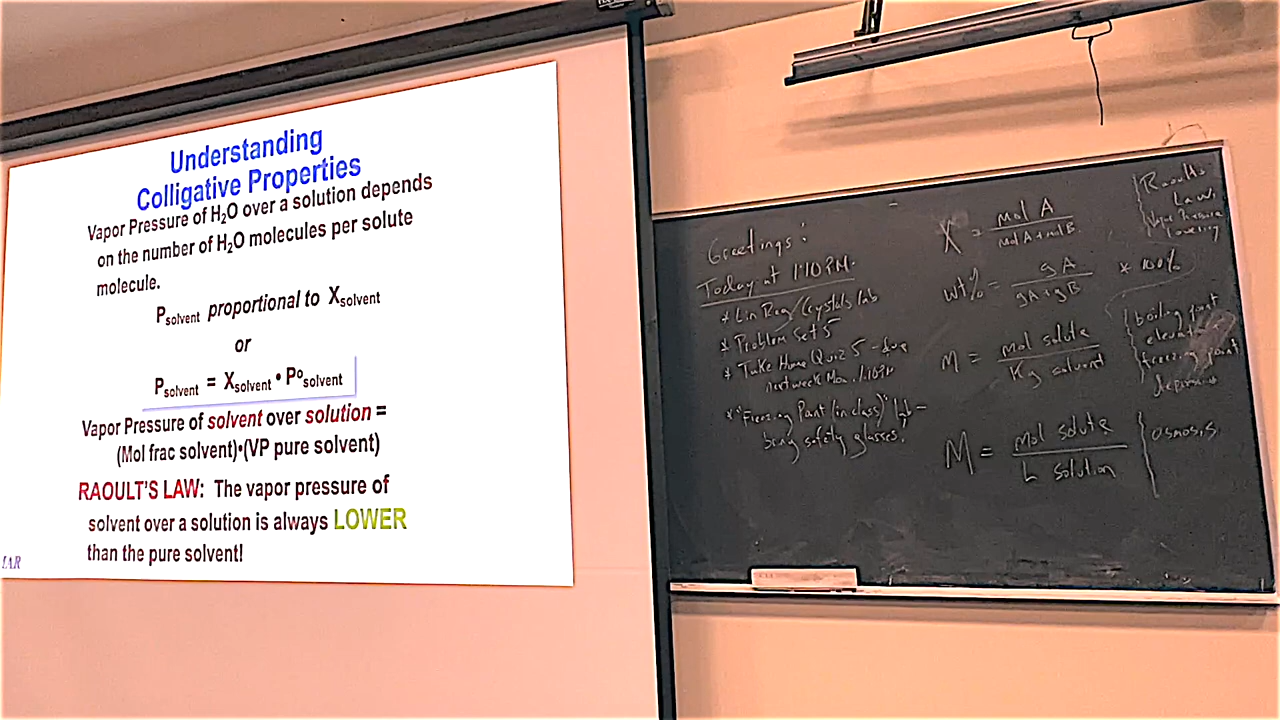 Understanding
Colligative Properties
Vapor Pressure of H₂O over a solution depends
on the number of H₂O molecules per solute
molecule.
Psolvent proportional to Xsolvent
or
Psolvent = Xsolvent • P°solvent
Vapor Pressure of solvent over solution =
(Mol frac solvent)•(VP pure solvent)
RAOULT'S LAW: The vapor pressure of
solvent over a solution is always LOWER
than the pure solvent!
Greetings:
Today at 1:10 PM.
* Lin Reg/Crystals lab
* Problem Set 5
* Take Home Quiz 5 - due
next week Mon, 1:10PM
* "Freezing Point (in class)" lab -
bring safety glasses!
X = mol A / mol A + mol B
wt% = g A / g A + g B * 100%
m = mol solute / Kg solvent
M = mol solute / L solution
Raoult's
Law:
Vapor Pressure
Lowering
boiling point
elevation
freezing point
depression
osmosis